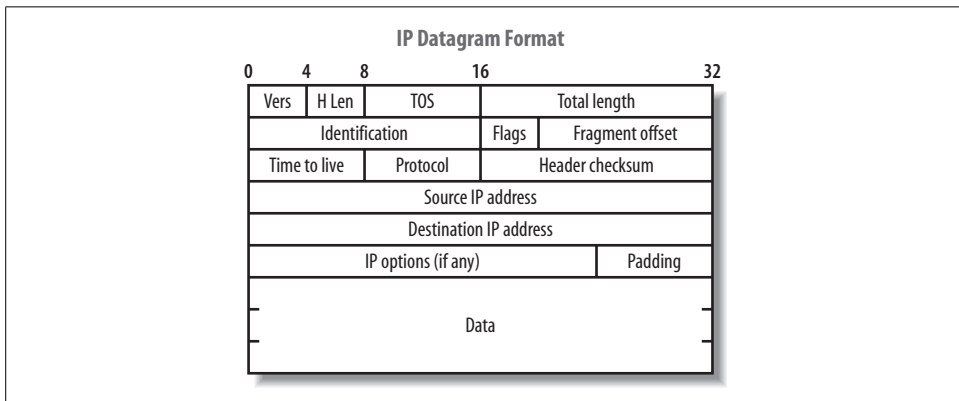 IP Datagram Format
0 4 8 16 32
Vers H Len TOS Total length
Identification Flags Fragment offset
Time to live Protocol Header checksum
Source IP address
Destination IP address
IP options (if any) Padding
Data